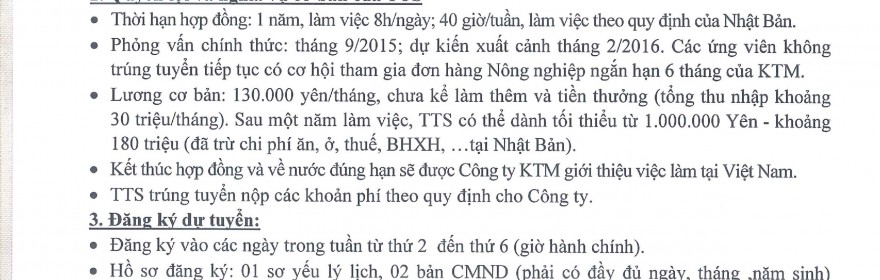 • Thời hạn hợp đồng: 1 năm, làm việc 8h/ngày; 40 giờ/tuần, làm việc theo quy định của Nhật Bản.
• Phỏng vấn chính thức: tháng 9/2015; dự kiến xuất cảnh tháng 2/2016. Các ứng viên không
trúng tuyển tiếp tục có cơ hội tham gia đơn hàng Nông nghiệp ngắn hạn 6 tháng của KTM.
• Lương cơ bản: 130.000 yên/tháng, chưa kể làm thêm và tiền thưởng (tổng thu nhập khoảng
30 triệu/tháng). Sau một năm làm việc, TTS có thể dành tối thiểu từ 1.000.000 Yên - khoảng
180 triệu (đã trừ chi phí ăn, ở, thuế, BHXH, …tại Nhật Bản).
• Kết thúc hợp đồng và về nước đúng hạn sẽ được Công ty KTM giới thiệu việc làm tại Việt Nam.
• TTS trúng tuyển nộp các khoản phí theo quy định cho Công ty.
3. Đăng ký dự tuyển:
• Đăng ký vào các ngày trong tuần từ thứ 2 đến thứ 6 (giờ hành chính).
• Hồ sơ đăng ký: 01 sơ yếu lý lịch, 02 bản CMND (phải có đầy đủ ngày, tháng ,năm sinh)